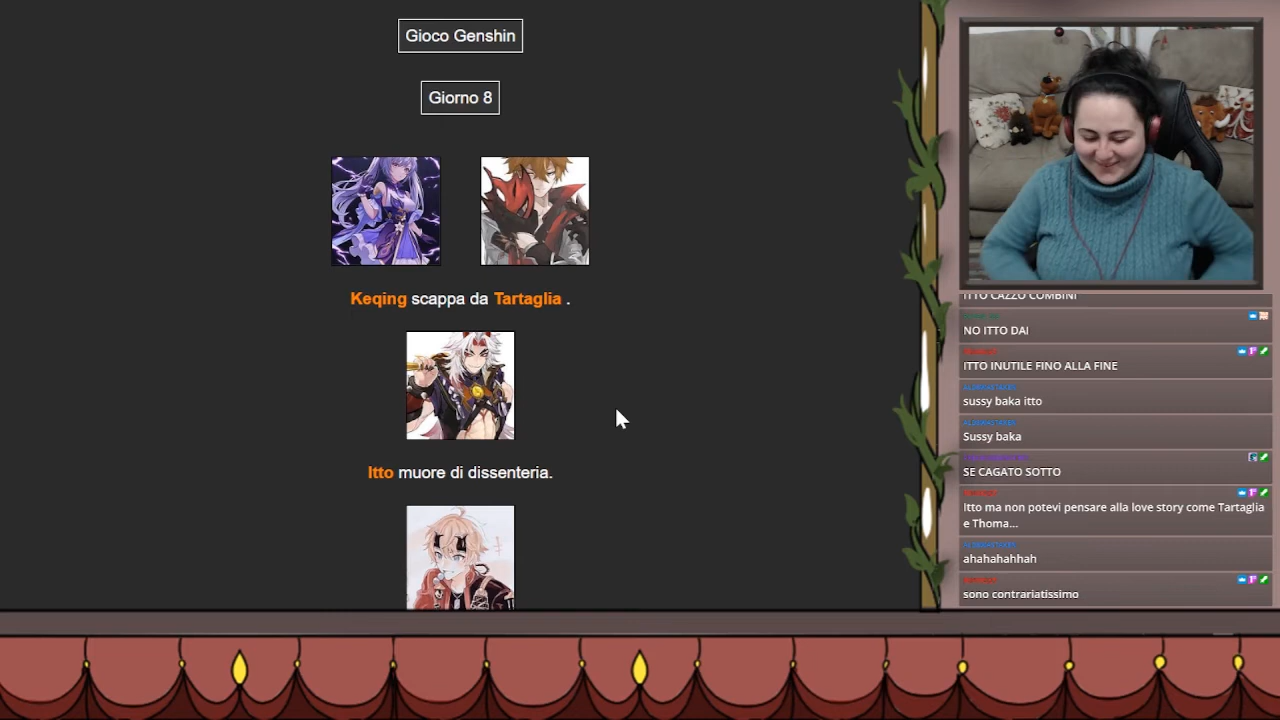 Gioco Genshin
Giorno 8
Keqing scappa da Tartaglia .
Itto muore di dissenteria.
ITTO CAZZO COMBINI
NO ITTO DAI
ITTO INUTILE FINO ALLA FINE
sussy baka itto
Sussy baka
SE CAGATO SOTTO
Itto ma non potevi pensare alla love story come Tartaglia
e Thoma...
ahahahahhah
sono contrariatissimo